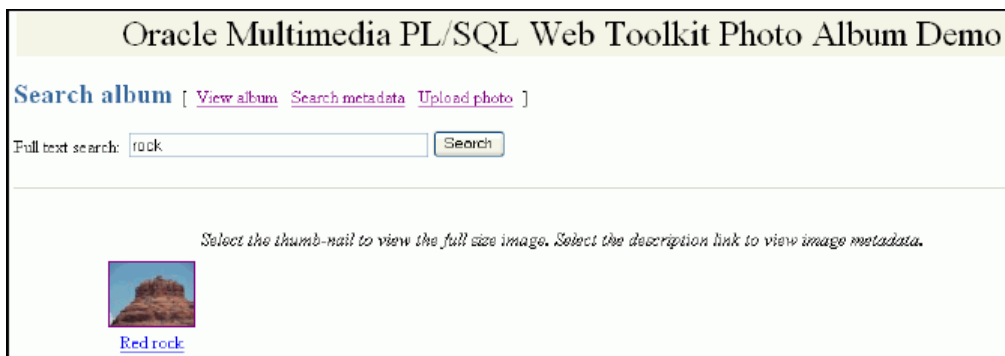 Oracle Multimedia PL/SQL Web Toolkit Photo Album Demo
Search album [ View album Search metadata Upload photo ]
Full text search: rock Search
Select the thumb-nail to view the full size image. Select the description link to view image metadata.
Red rock